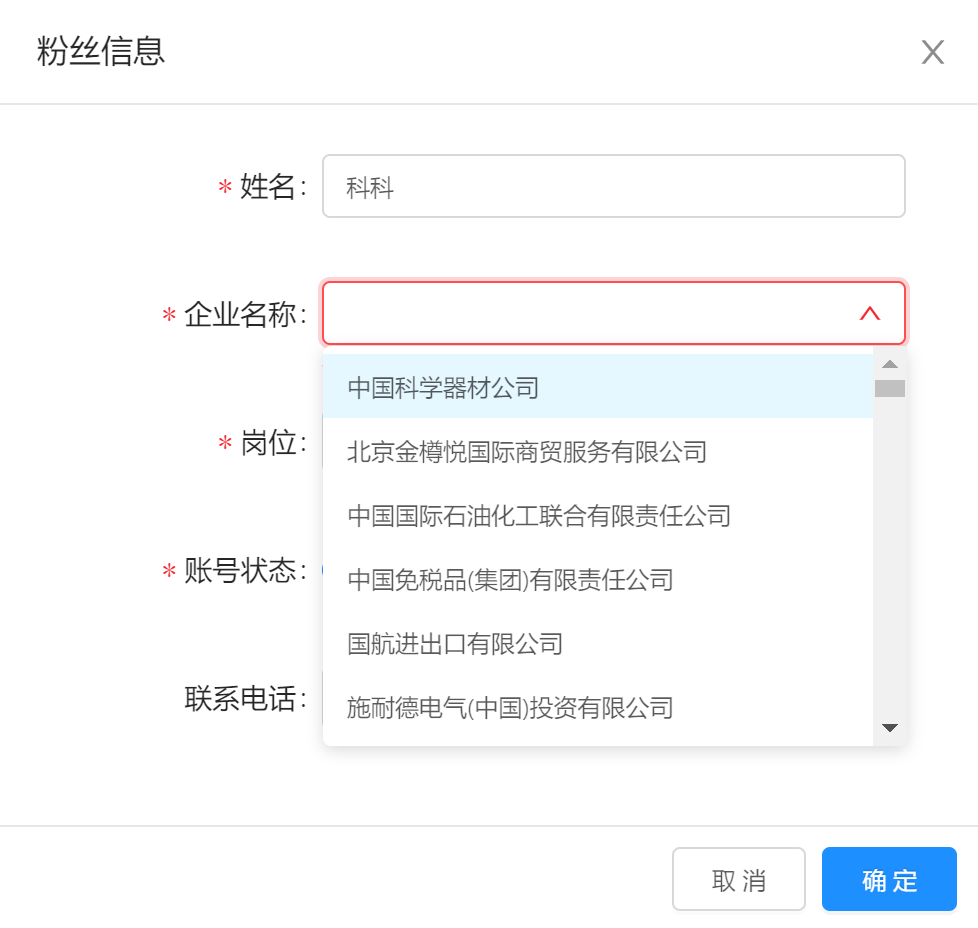 粉丝信息
* 姓名:
科科
* 企业名称:
中国科学器材公司
北京金樽悦国际商贸服务有限公司
* 岗位:
中国国际石油化工联合有限责任公司
* 账号状态:
中国免税品(集团)有限责任公司
国航进出口有限公司
联系电话:
施耐德电气(中国)投资有限公司
取 消
确 定